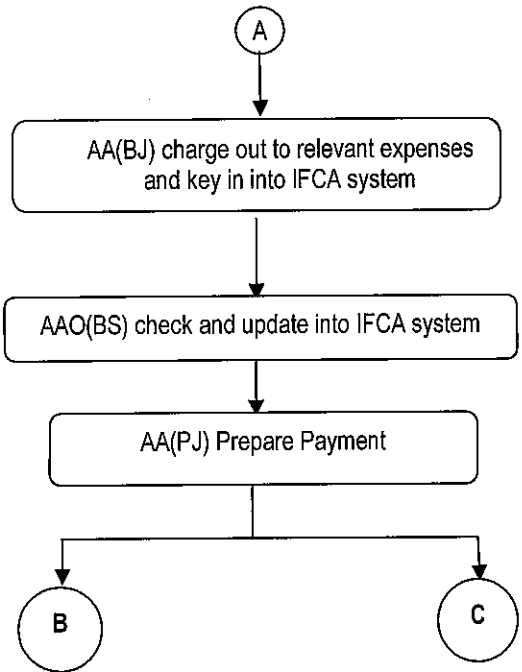 A
AA(BJ) charge out to relevant expenses
and key in into IFCA system
AAO(BS) check and update into IFCA system
AA(PJ) Prepare Payment
B
C